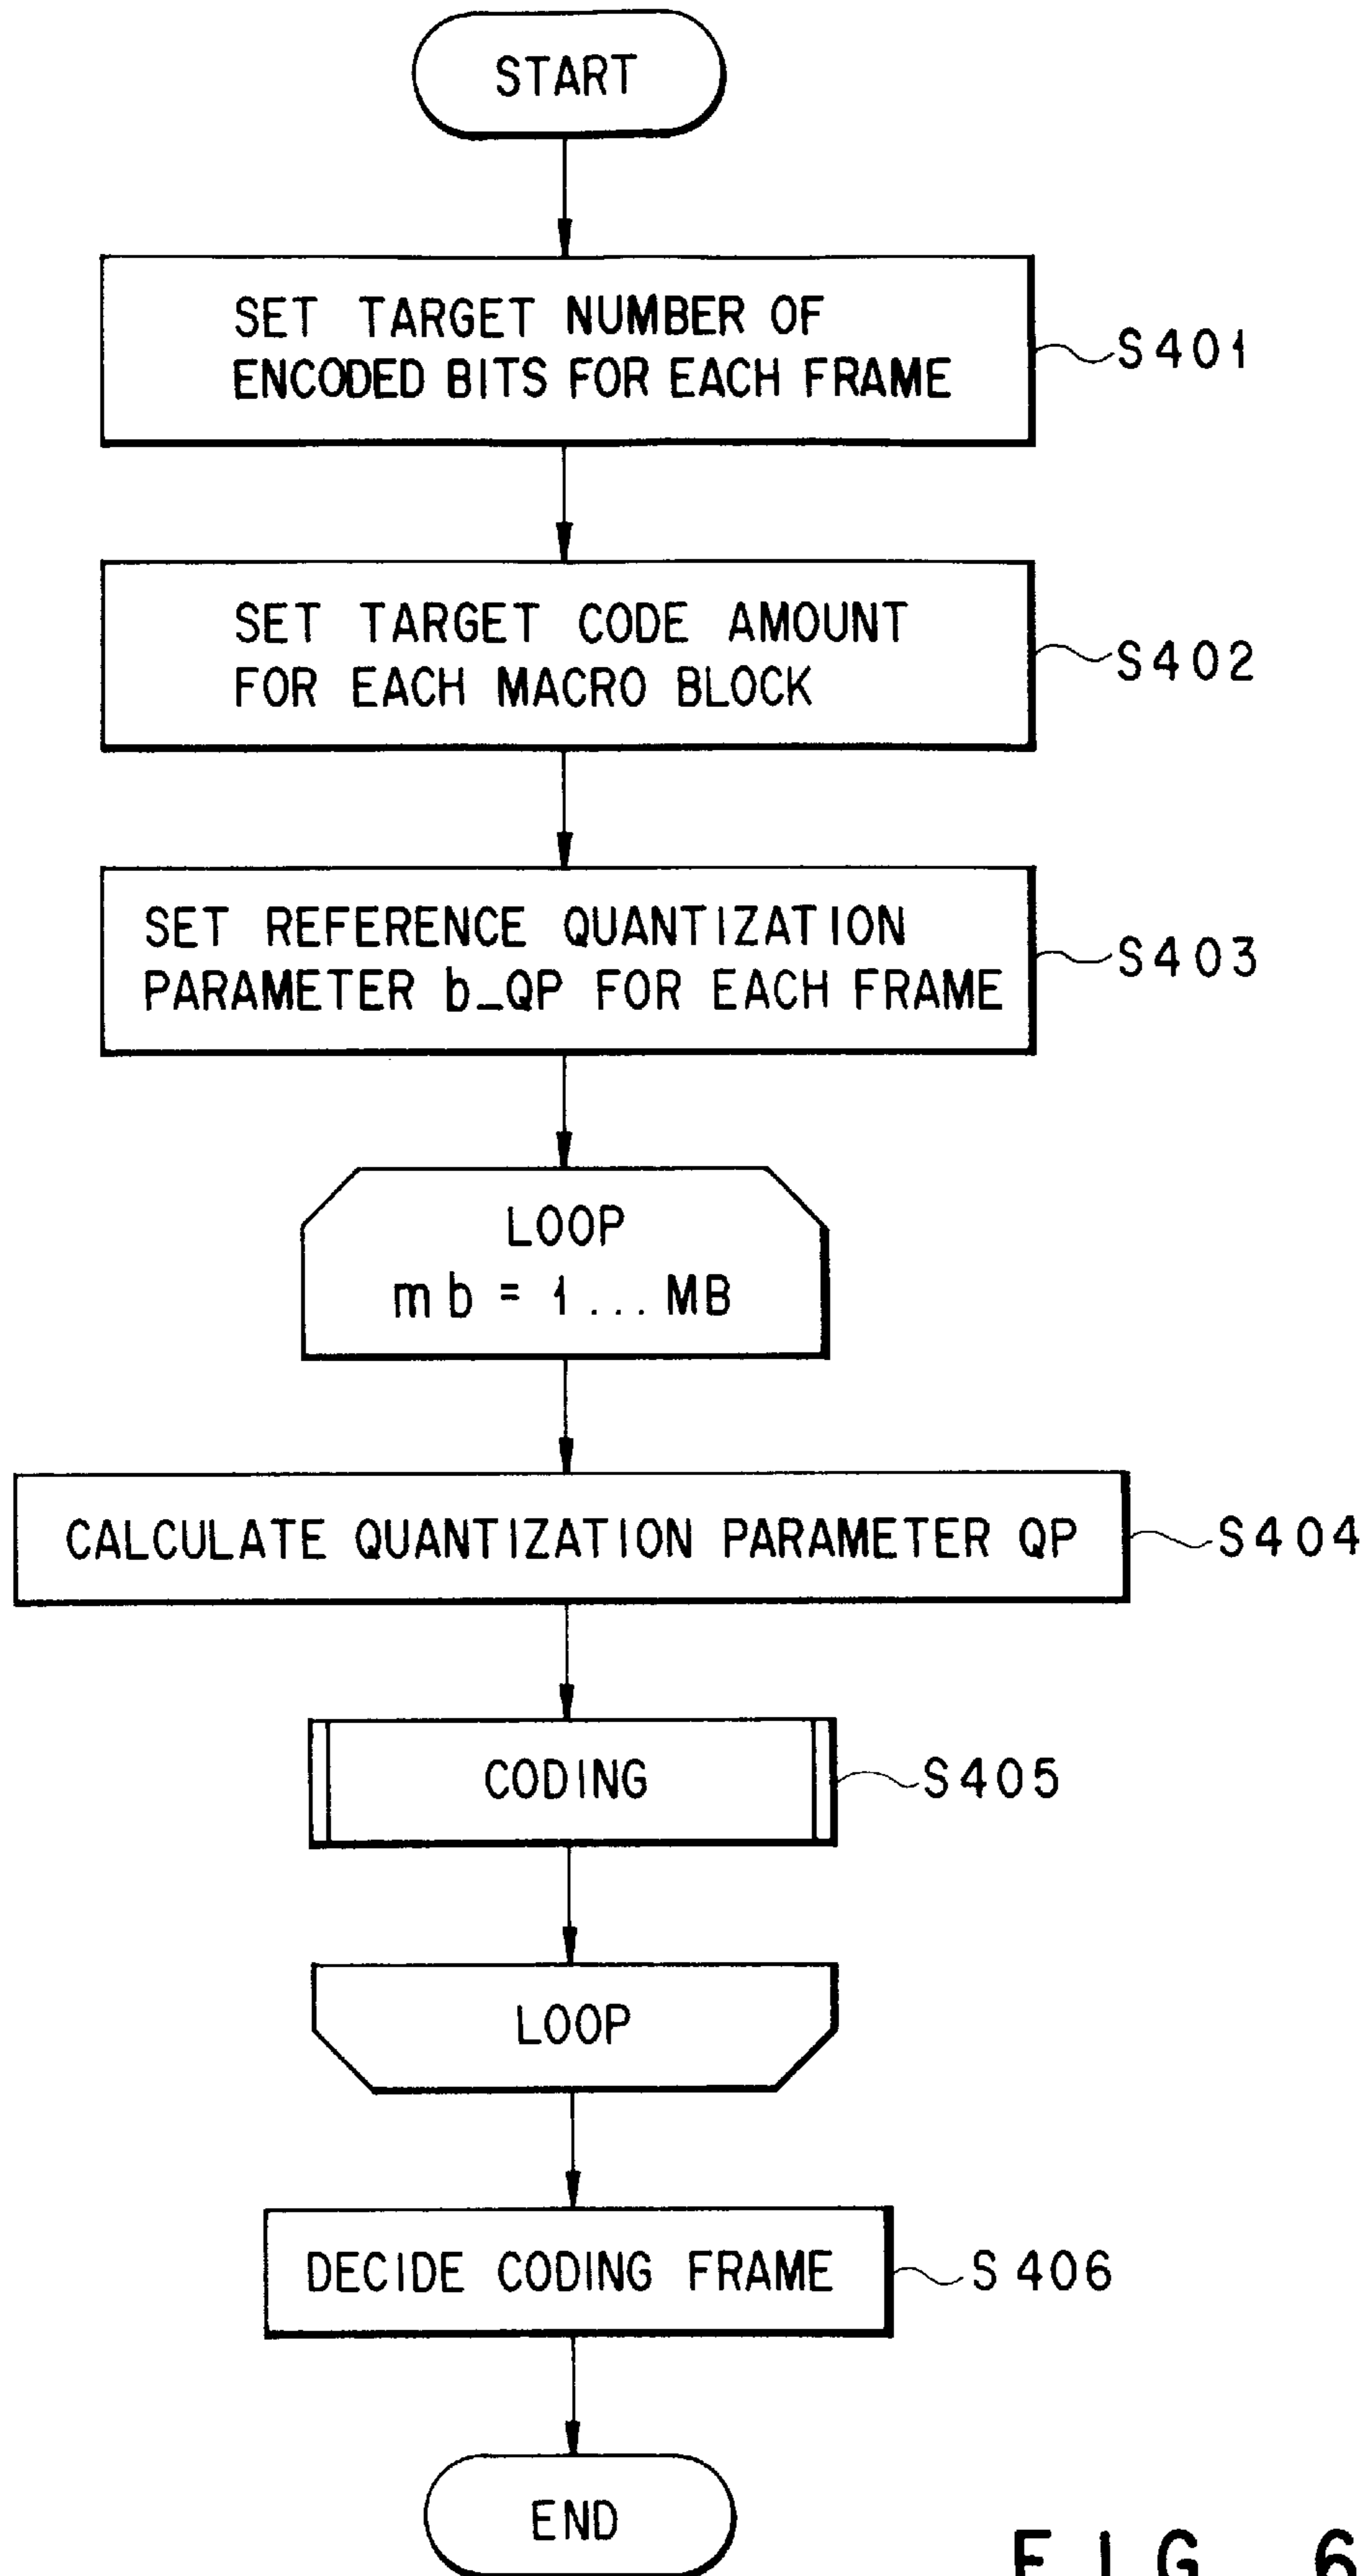 START
SET TARGET NUMBER OF
ENCODED BITS FOR EACH FRAME
S401
SET TARGET CODE AMOUNT
FOR EACH MACRO BLOCK
S402
SET REFERENCE QUANTIZATION
PARAMETER b_QP FOR EACH FRAME
S403
LOOP
mb = 1 ... MB
CALCULATE QUANTIZATION PARAMETER QP
S404
CODING
S405
LOOP
DECIDE CODING FRAME
S406
END
FIG. 6